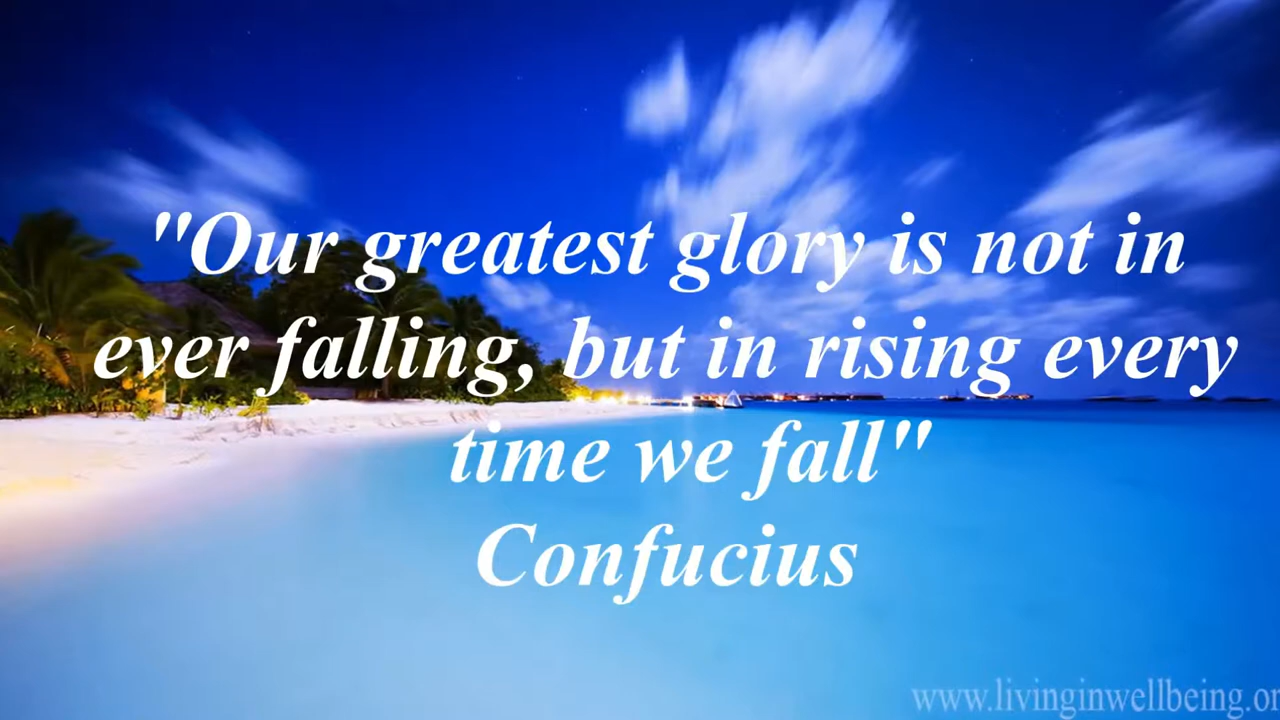 "Our greatest glory is not in
ever falling, but in rising every
time we fall"
Confucius
www.livinginwellbeing.or